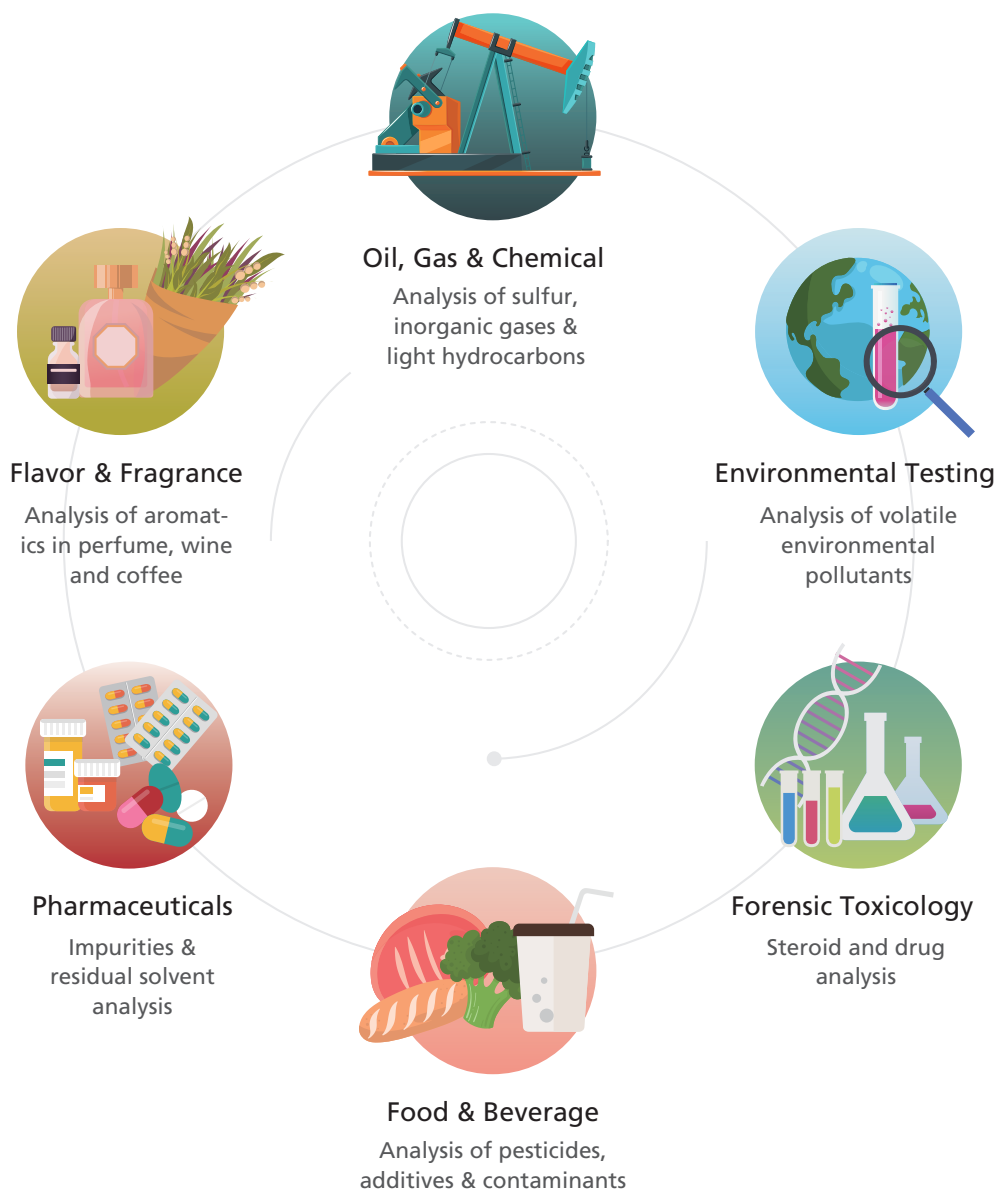 Oil, Gas & Chemical
Analysis of sulfur,
inorganic gases &
light hydrocarbons
Flavor & Fragrance
Analysis of aromat-
ics in perfume, wine
and coffee
Environmental Testing
Analysis of volatile
environmental
pollutants
Pharmaceuticals
Impurities &
residual solvent
analysis
Forensic Toxicology
Steroid and drug
analysis
Food & Beverage
Analysis of pesticides,
additives & contaminants